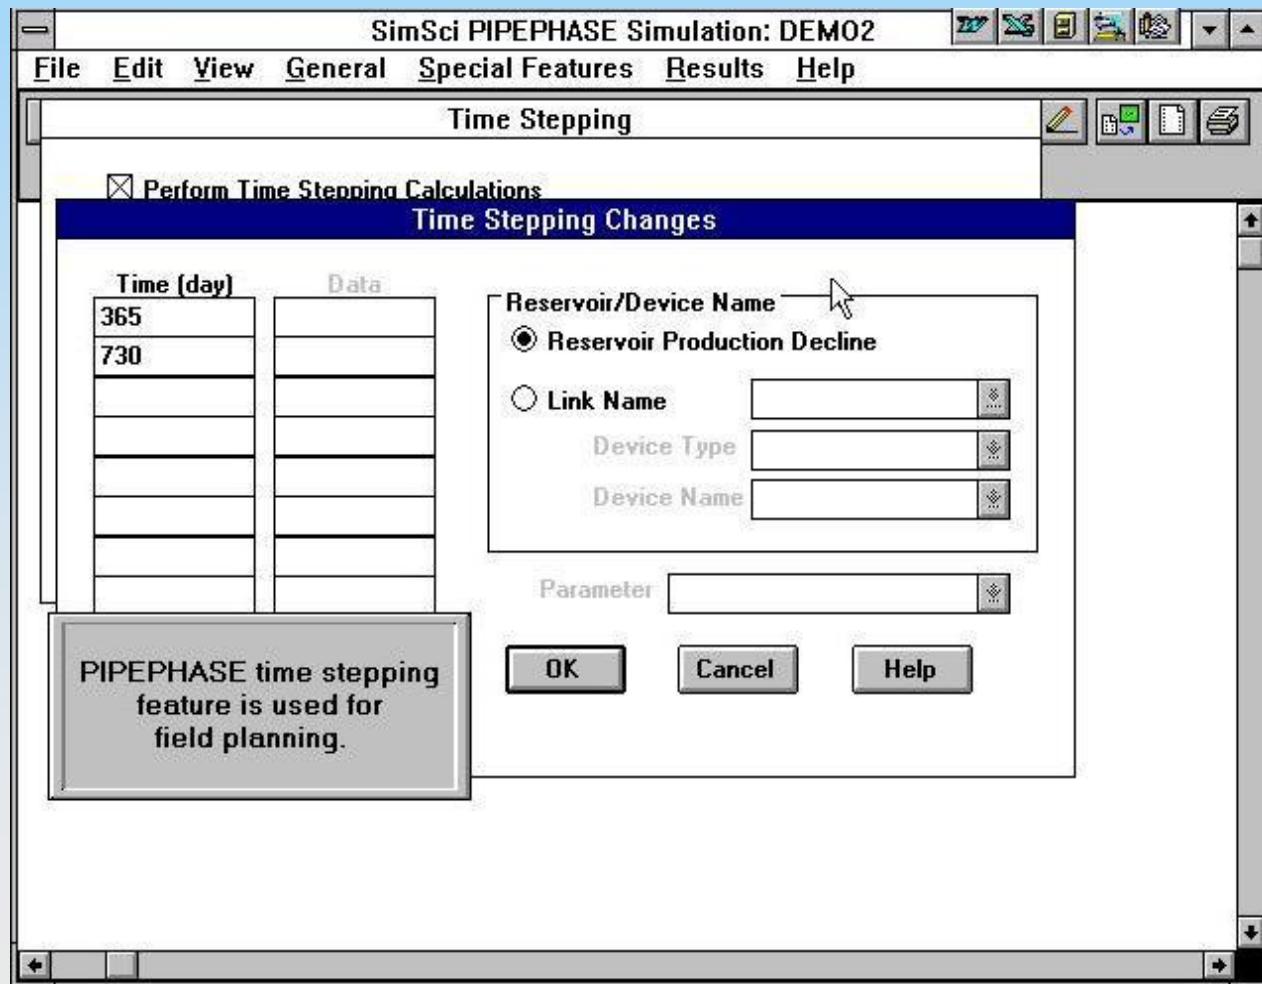 SimSci PIPEPHASE Simulation: DEMO2
File Edit View General Special Features Results Help
Time Stepping
Perform Time Stepping Calculations
Time Stepping Changes
Time (day) Data
365
730
Reservoir/Device Name
Reservoir Production Decline
Link Name
Device Type
Device Name
Parameter
OK Cancel Help
PIPEPHASE time stepping
feature is used for
field planning.